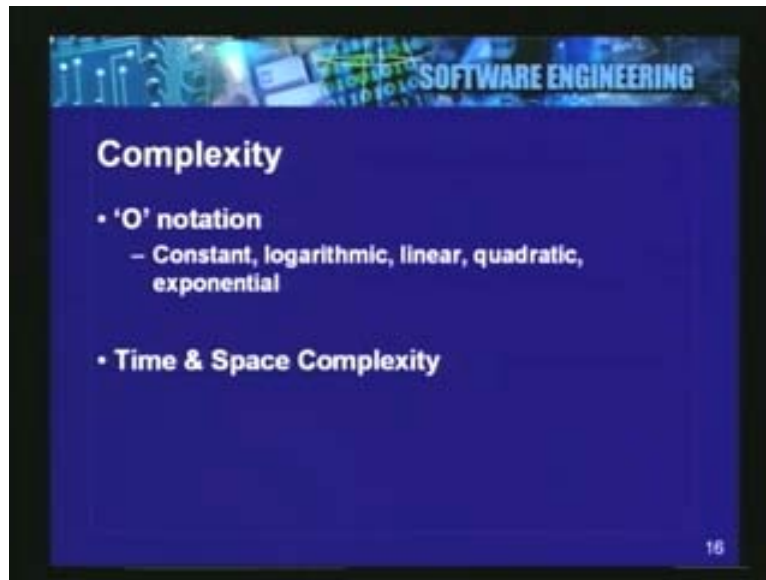 SOFTWARE ENGINEERING
Complexity
• ‘O’ notation
– Constant, logarithmic, linear, quadratic,
exponential
• Time & Space Complexity
16